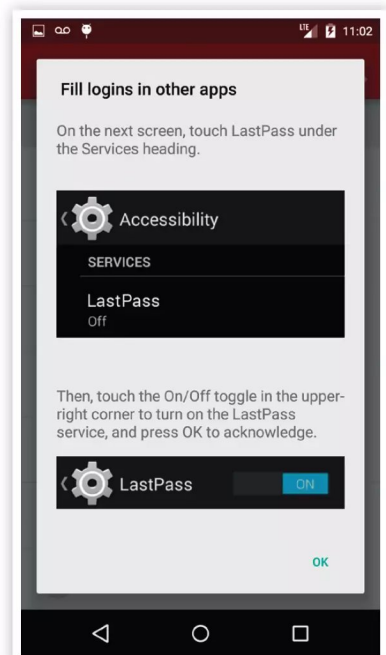 LTE 11:02
Fill logins in other apps
On the next screen, touch LastPass under
the Services heading.
Accessibility
SERVICES
LastPass
Off
Then, touch the On/Off toggle in the upper-
right corner to turn on the LastPass
service, and press OK to acknowledge.
LastPass ON
OK